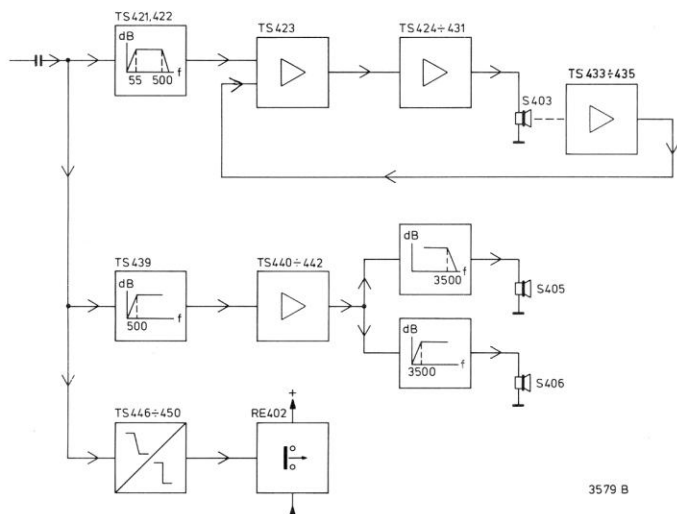 TS421,422
dB
55 500 f
TS423
TS424÷431
S403
TS433÷435
TS439
dB
500 f
TS440÷442
dB
3500 f
S405
dB
3500 f
S406
TS446÷450
RE402
+
3579 B